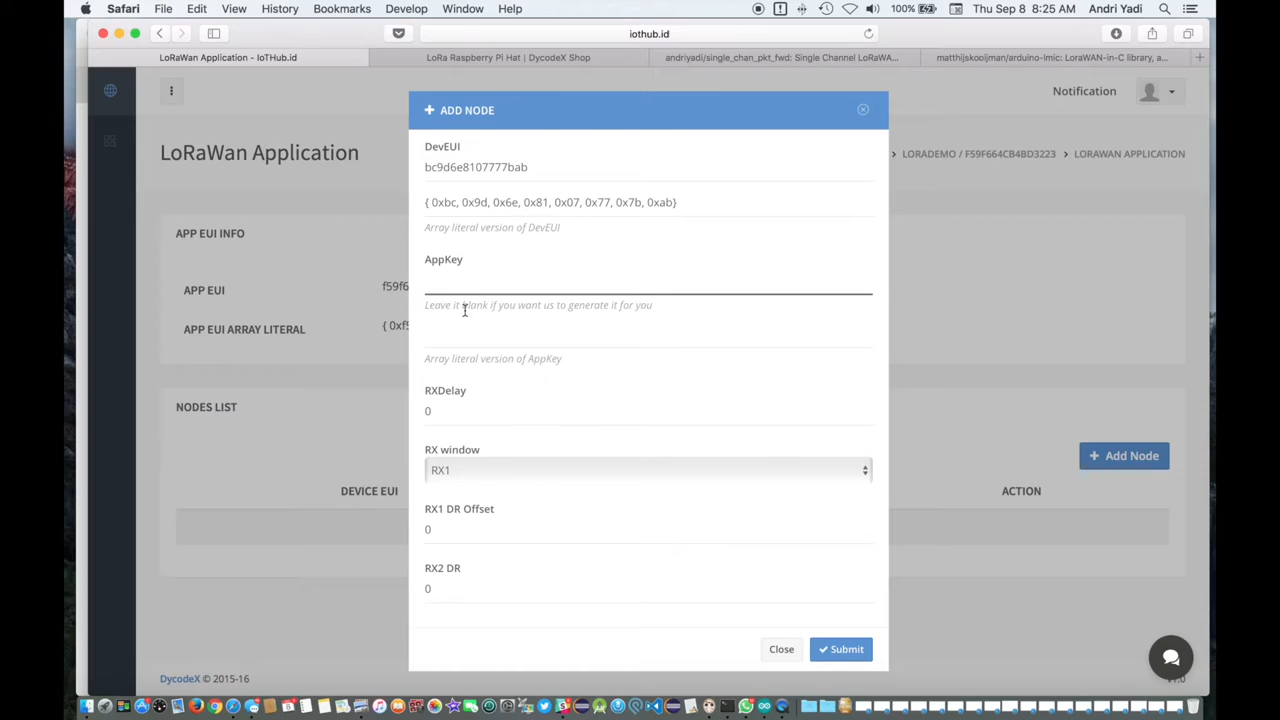 Safari File Edit View History Bookmarks Develop Window Help 100% Thu Sep 8 8:25 AM Andri Yadi
iothub.id
LoRaWan Application - IoTHub.id
LoRa Raspberry Pi Hat | DycodeX Shop
andriyadi/single_chan_pkt_fwd: Single Channel LoRaWA...
matthijskooijman/arduino-lmic: LoraWAN-in-C library, a...
Notification
LoRaWan Application
LORADEMO / F59F664CB4BD3223 > LORAWAN APPLICATION
APP EUI INFO
APP EUI
f59f6
APP EUI ARRAY LITERAL
{ 0xf5
NODES LIST
Add Node
DEVICE EUI
ACTION
ADD NODE
DevEUI
bc9d6e8107777bab
{ 0xbc, 0x9d, 0x6e, 0x81, 0x07, 0x77, 0x7b, 0xab}
Array literal version of DevEUI
AppKey
Leave it blank if you want us to generate it for you
Array literal version of AppKey
RXDelay
0
RX window
RX1
RX1 DR Offset
0
RX2 DR
0
Close
Submit
DycodeX © 2015-16